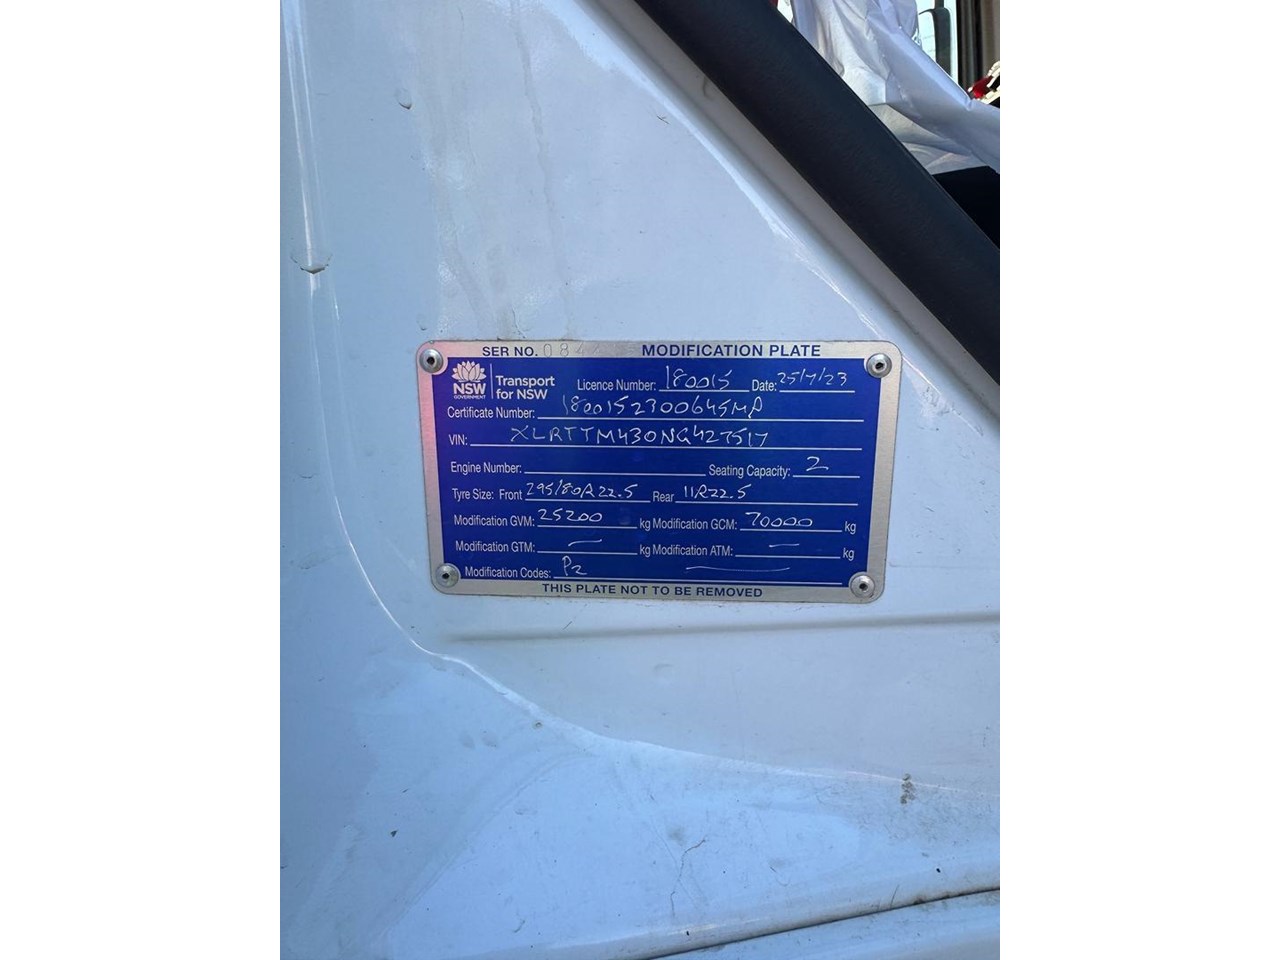 SER NO. 084 MODIFICATION PLATE
NSW GOVERNMENT Transport for NSW
Licence Number: 180015 Date: 25/7/23
Certificate Number: 1800152300645MP
VIN: XLRTTM430NG427517
Engine Number: Seating Capacity: 2
Tyre Size: Front 295/80R22.5 Rear 11R22.5
Modification GVM: 25200 kg Modification GCM: 70000 kg
Modification GTM: — kg Modification ATM: — kg
Modification Codes: P2 —
THIS PLATE NOT TO BE REMOVED